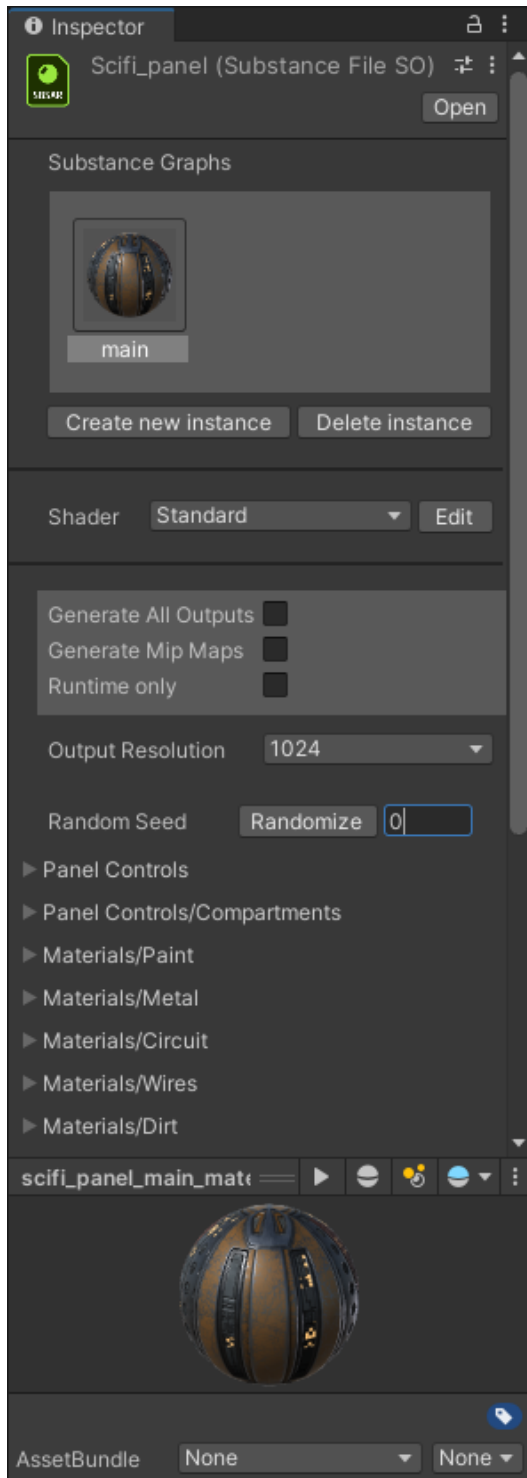 Inspector
Scifi_panel (Substance File SO)
SBSAR
Open
Substance Graphs
main
Create new instance Delete instance
Shader Standard Edit
Generate All Outputs
Generate Mip Maps
Runtime only
Output Resolution 1024
Random Seed Randomize 0
Panel Controls
Panel Controls/Compartments
Materials/Paint
Materials/Metal
Materials/Circuit
Materials/Wires
Materials/Dirt
scifi_panel_main_mate
AssetBundle None None